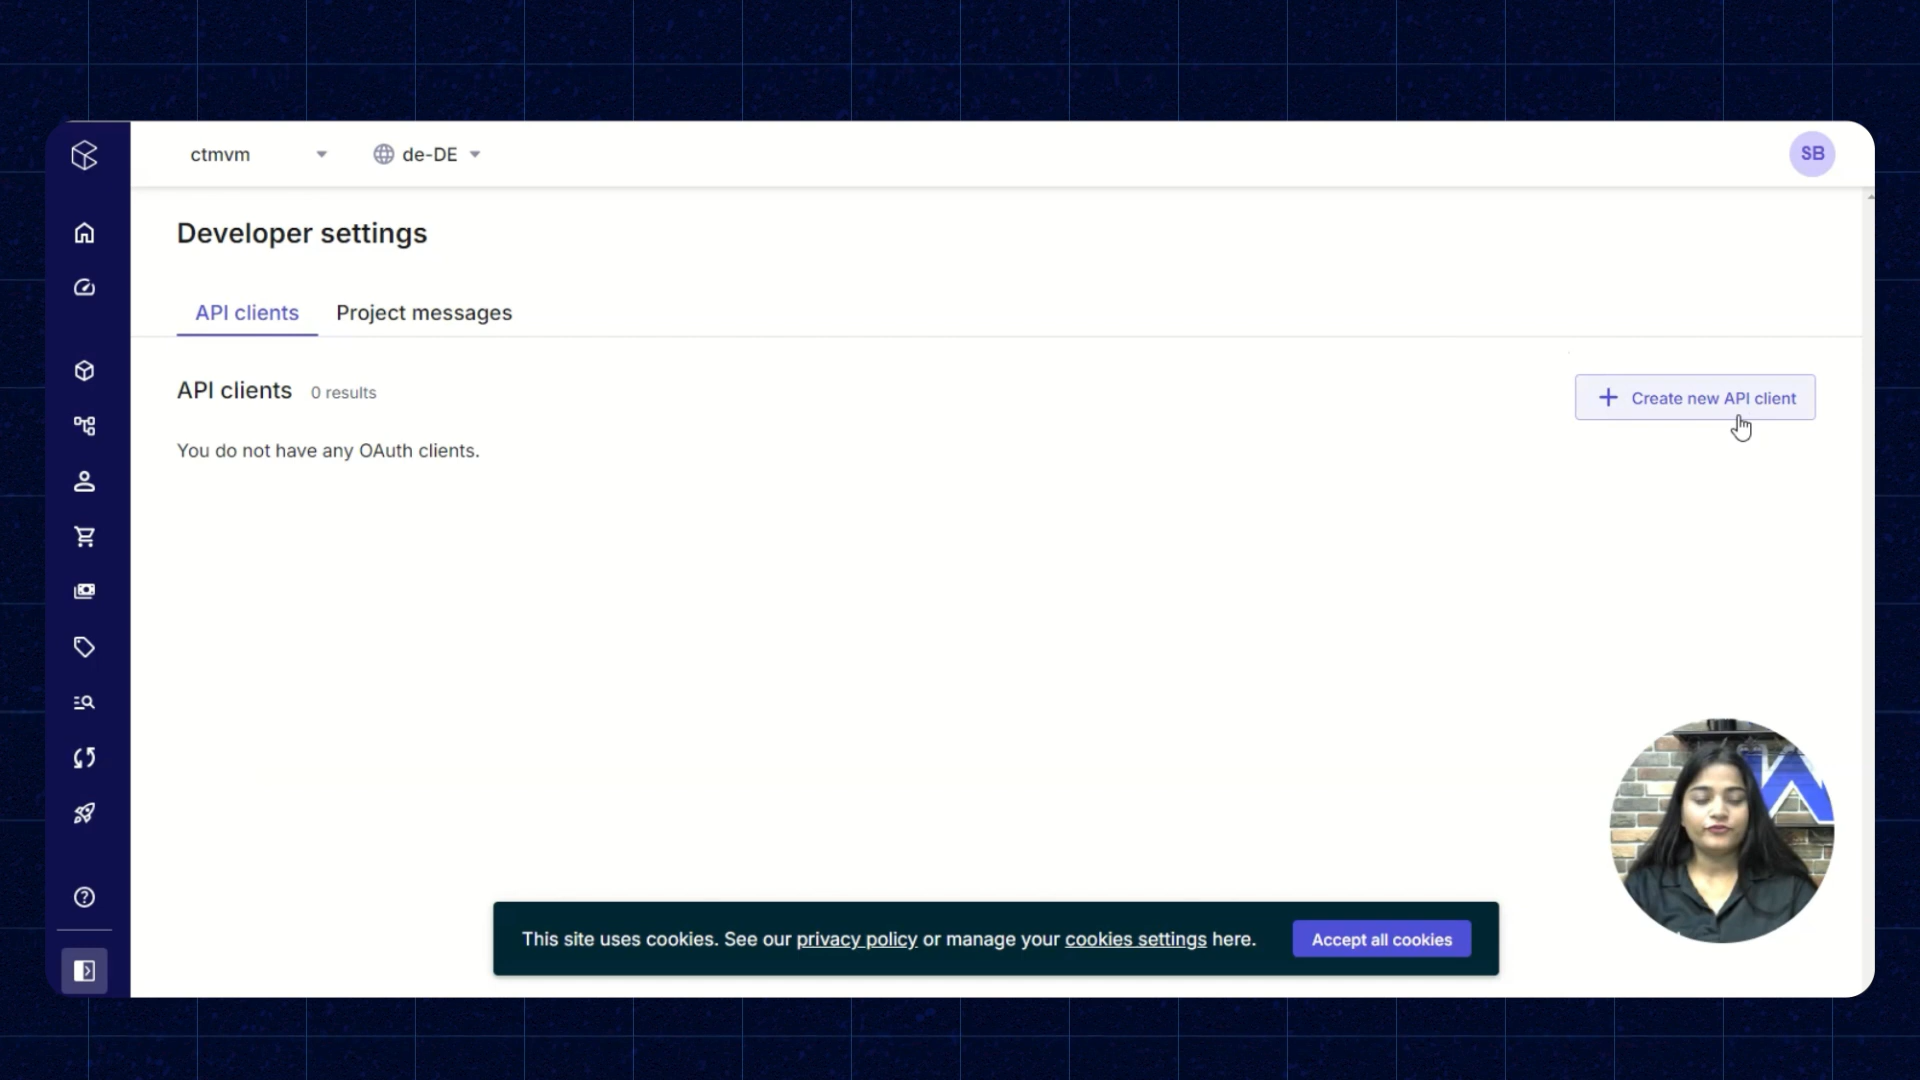 ctmvm
de-DE
SB
Developer settings
API clients
Project messages
API clients 0 results
Create new API client
You do not have any OAuth clients.
This site uses cookies. See our privacy policy or manage your cookies settings here.
Accept all cookies